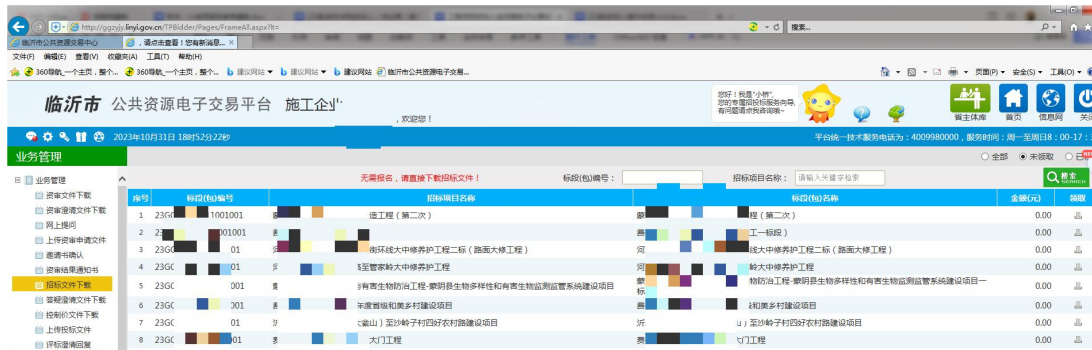 http://ggzyjy.linyi.gov.cn/TPBidder/Pages/FrameAll.aspx?lt=
搜索...
临沂市公共资源交易中心
，请点击查看！您有新消息...
文件(F) 编辑(E) 查看(V) 收藏夹(A) 工具(T) 帮助(H)
360导航_一个主页，整个... 360导航_一个主页，整个... 建议网站 建议网站 建议网站 临沂市公共资源交易...
页面(P) 安全(S) 工具(O)
临沂市 公共资源电子交易平台 施工企业
，欢迎您！
您好！我是"小桥"，
您的专属招投标服务向导，
有问题请点我咨询哦~
省主体库 首页 信息网
2023年10月31日 18时52分22秒
平台统一技术服务电话为：4009980000，服务时间：周一至周日8：00-17：
业务管理
全部 未领取
业务管理
无需报名，请直接下载招标文件！ 标段(包)编号： 招标项目名称： 请输入关键字检索 搜索
资审文件下载
资审澄清文件下载
网上提问
上传资审申请文件
邀请书确认
资审结果通知书
招标文件下载
答疑澄清文件下载
控制价文件下载
上传投标文件
评标澄清回复
序号 标段(包)编号 招标项目名称 标段(包)名称 金额(元) 领取
1 23GC 1001001 造工程（第二次） 蒙 程（第二次） 0.00
2 23 001001 工一标段） 0.00
3 23GC 01 街环线大中修养护工程二标（路面大修工程） 河 线大中修养护工程二标（路面大修工程） 0.00
4 23GC 01 至管家岭大中修养护工程 河 岭大中修养护工程 0.00
5 23GC 001 有害生物防治工程-蒙阴县生物多样性和有害生物监测监管系统建设项目 蒙 物防治工程-蒙阴县生物多样性和有害生物监测监管系统建设项目一
标
0.00
6 23GC 001 年度省级和美乡村建设项目 和美乡村建设项目 0.00
7 23GC 01 山）至沙岭子村四好农村路建设项目 沂 ）至沙岭子村四好农村路建设项目 0.00
8 23GC 01 大门工程 费 大门工程 0.00